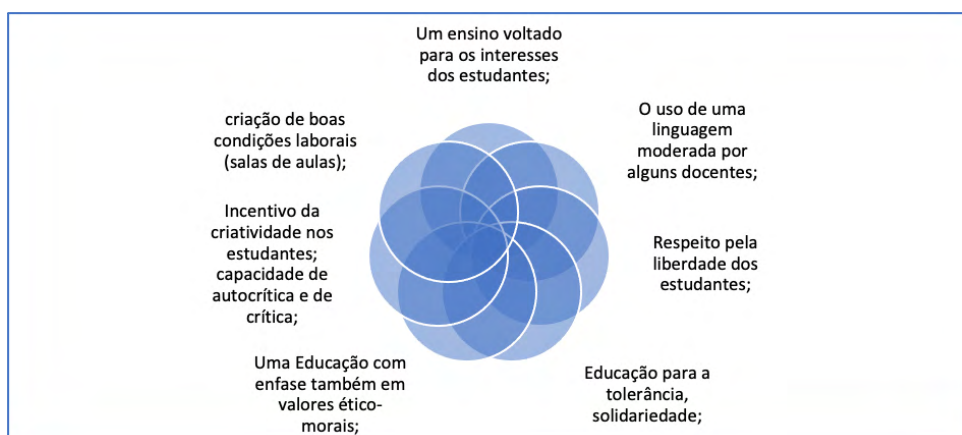 Um ensino voltado
para os interesses
dos estudantes;
O uso de uma
linguagem
moderada por
alguns docentes;
Respeito pela
liberdade dos
estudantes;
Educação para a
tolerância,
solidariedade;
Uma Educação com
enfase também em
valores ético-
morais;
Incentivo da
criatividade nos
estudantes;
capacidade de
autocrítica e de
crítica;
criação de boas
condições laborais
(salas de aulas);